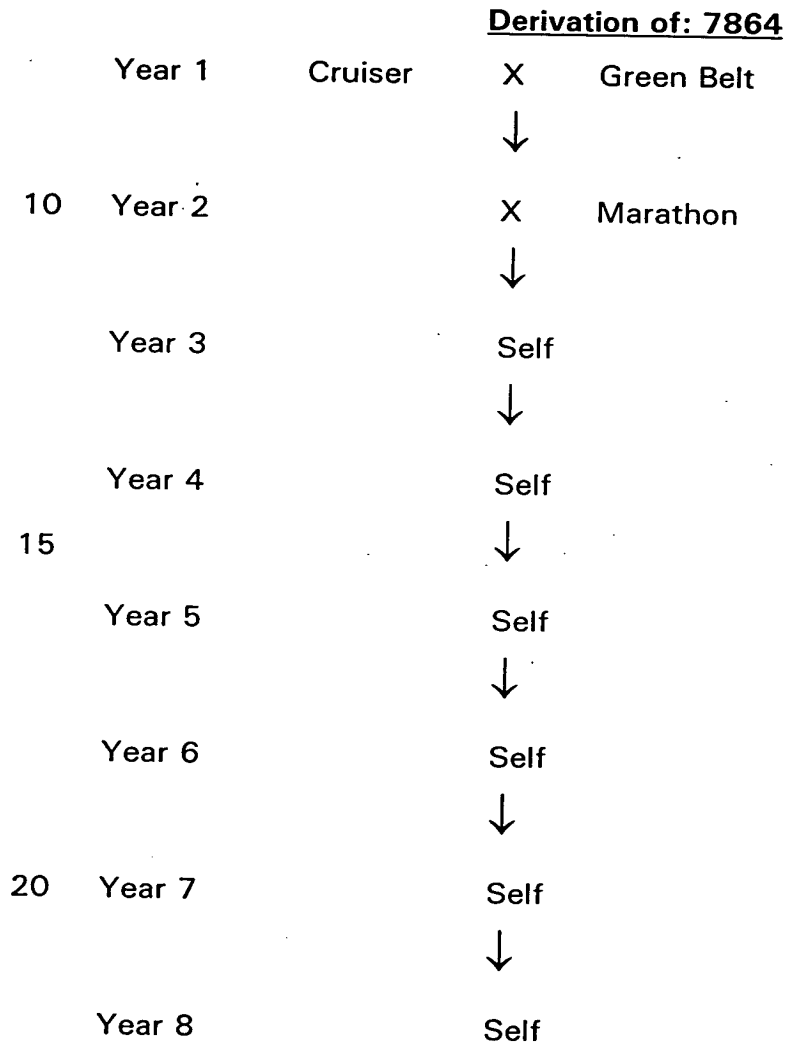 Derivation of: 7864
Year 1 Cruiser X Green Belt
↓
10 Year 2 X Marathon
↓
Year 3 Self
↓
Year 4 Self
15 ↓
Year 5 Self
↓
Year 6 Self
↓
20 Year 7 Self
↓
Year 8 Self